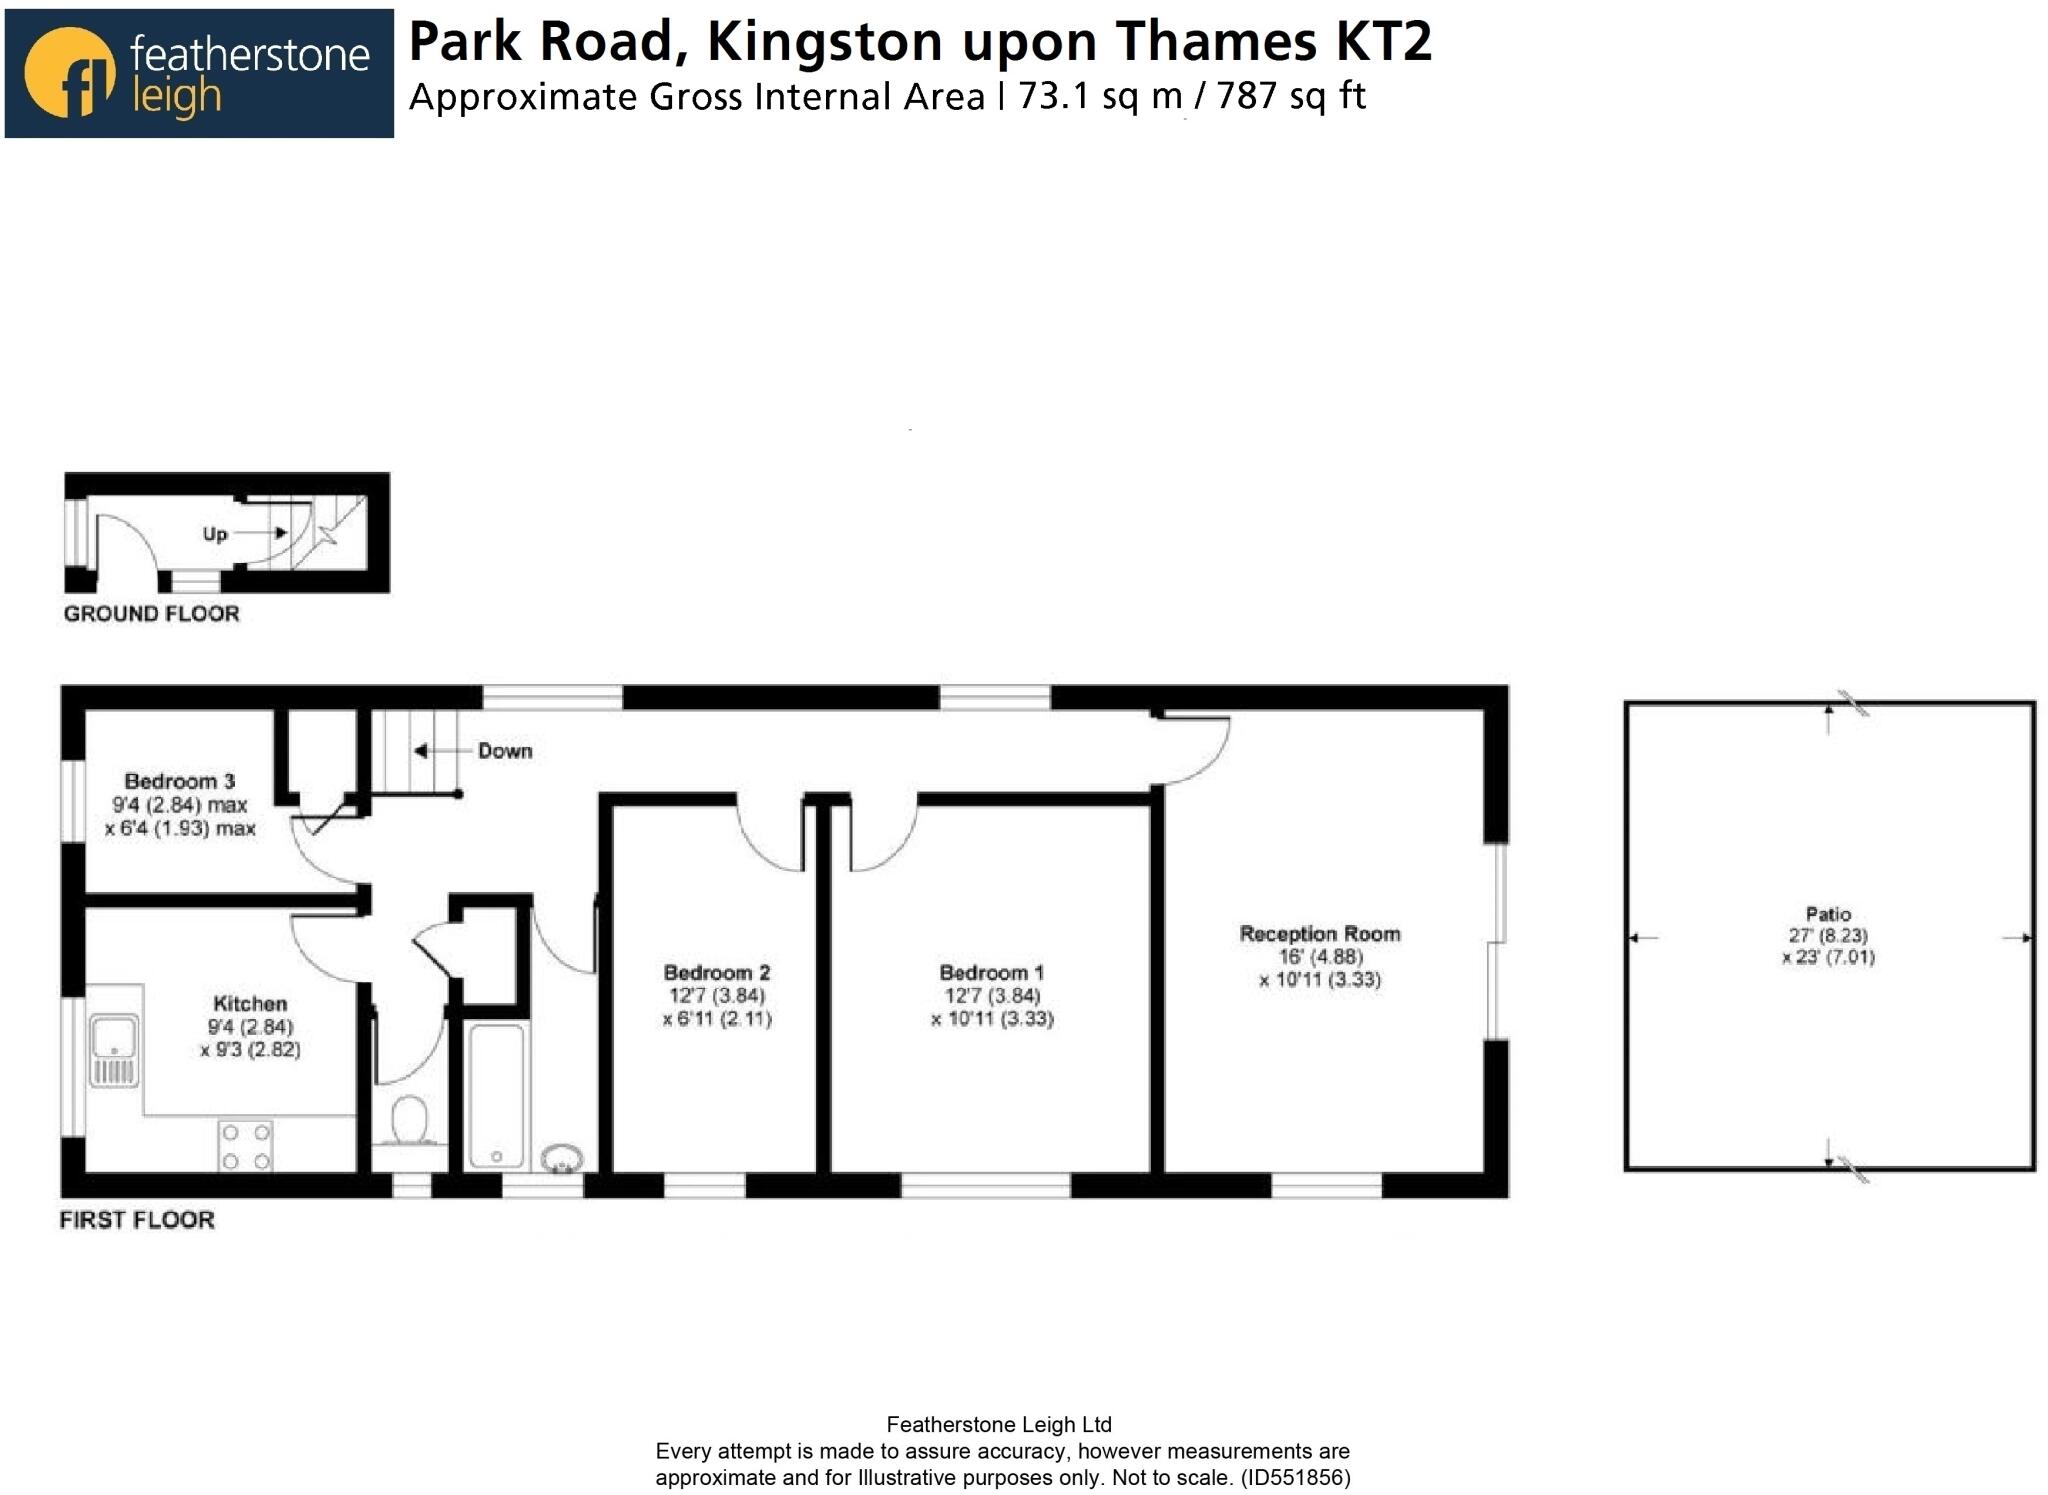 fl featherstone
leigh
Park Road, Kingston upon Thames KT2
Approximate Gross Internal Area | 73.1 sq m / 787 sq ft
Up
GROUND FLOOR
Down
Bedroom 3
9'4 (2.84) max
x 6'4 (1.93) max
Kitchen
9'4 (2.84)
x 9'3 (2.82)
Bedroom 2
12'7 (3.84)
x 6'11 (2.11)
Bedroom 1
12'7 (3.84)
x 10'11 (3.33)
Reception Room
16' (4.88)
x 10'11 (3.33)
Patio
27' (8.23)
x 23' (7.01)
FIRST FLOOR
Featherstone Leigh Ltd
Every attempt is made to assure accuracy, however measurements are
approximate and for Illustrative purposes only. Not to scale. (ID551856)